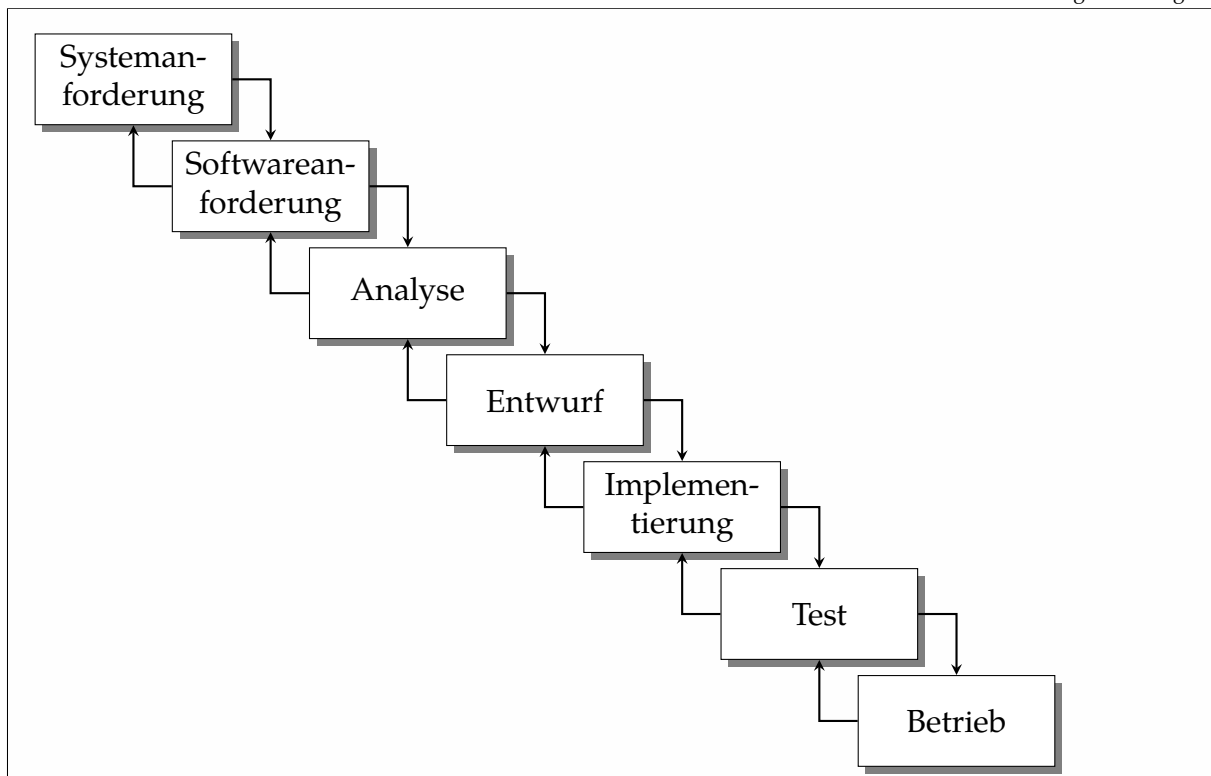 Systeman-
forderung
Softwarean-
forderung
Analyse
Entwurf
Implemen-
tierung
Test
Betrieb